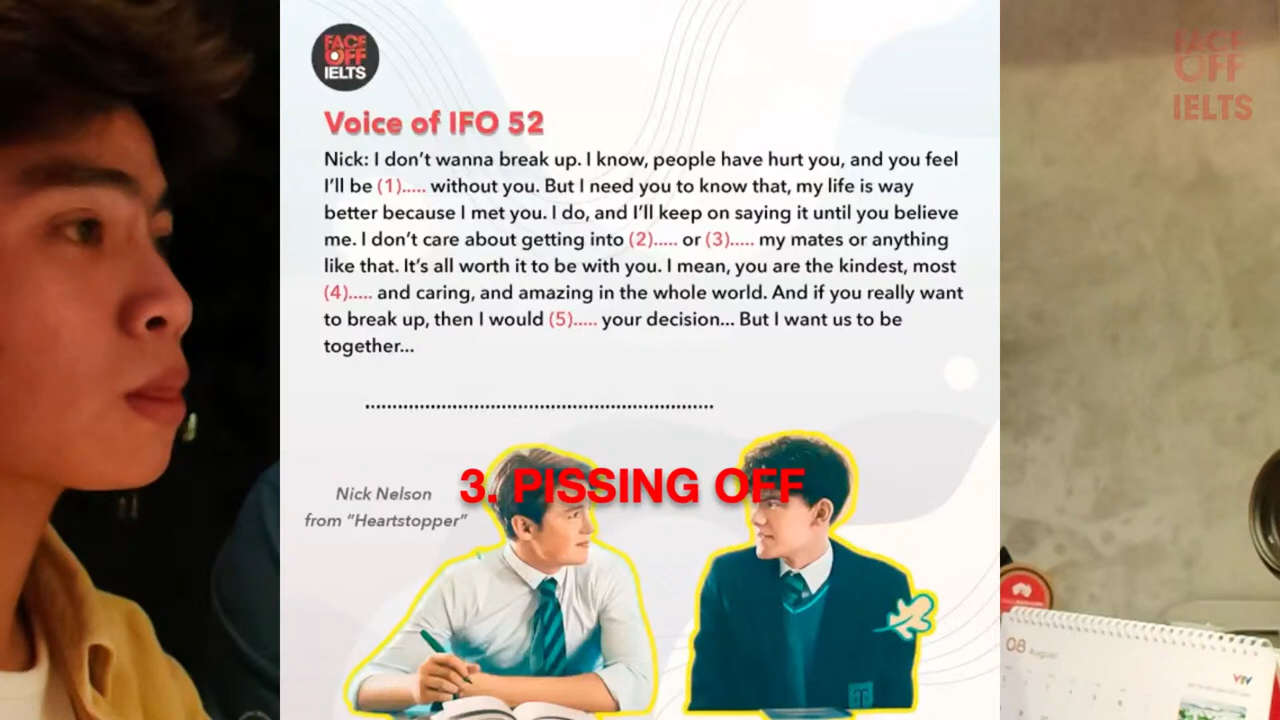 FACE
OFF
IELTS
FACE
OFF
IELTS
Voice of IFO 52
Nick: I don't wanna break up. I know, people have hurt you, and you feel
I'll be (1)..... without you. But I need you to know that, my life is way
better because I met you. I do, and I'll keep on saying it until you believe
me. I don't care about getting into (2)..... or (3)..... my mates or anything
like that. It's all worth it to be with you. I mean, you are the kindest, most
(4)..... and caring, and amazing in the whole world. And if you really want
to break up, then I would (5)..... your decision... But I want us to be
together...
...............................................................
3. PISSING OFF
Nick Nelson
from “Heartstopper”
08 August
VTV